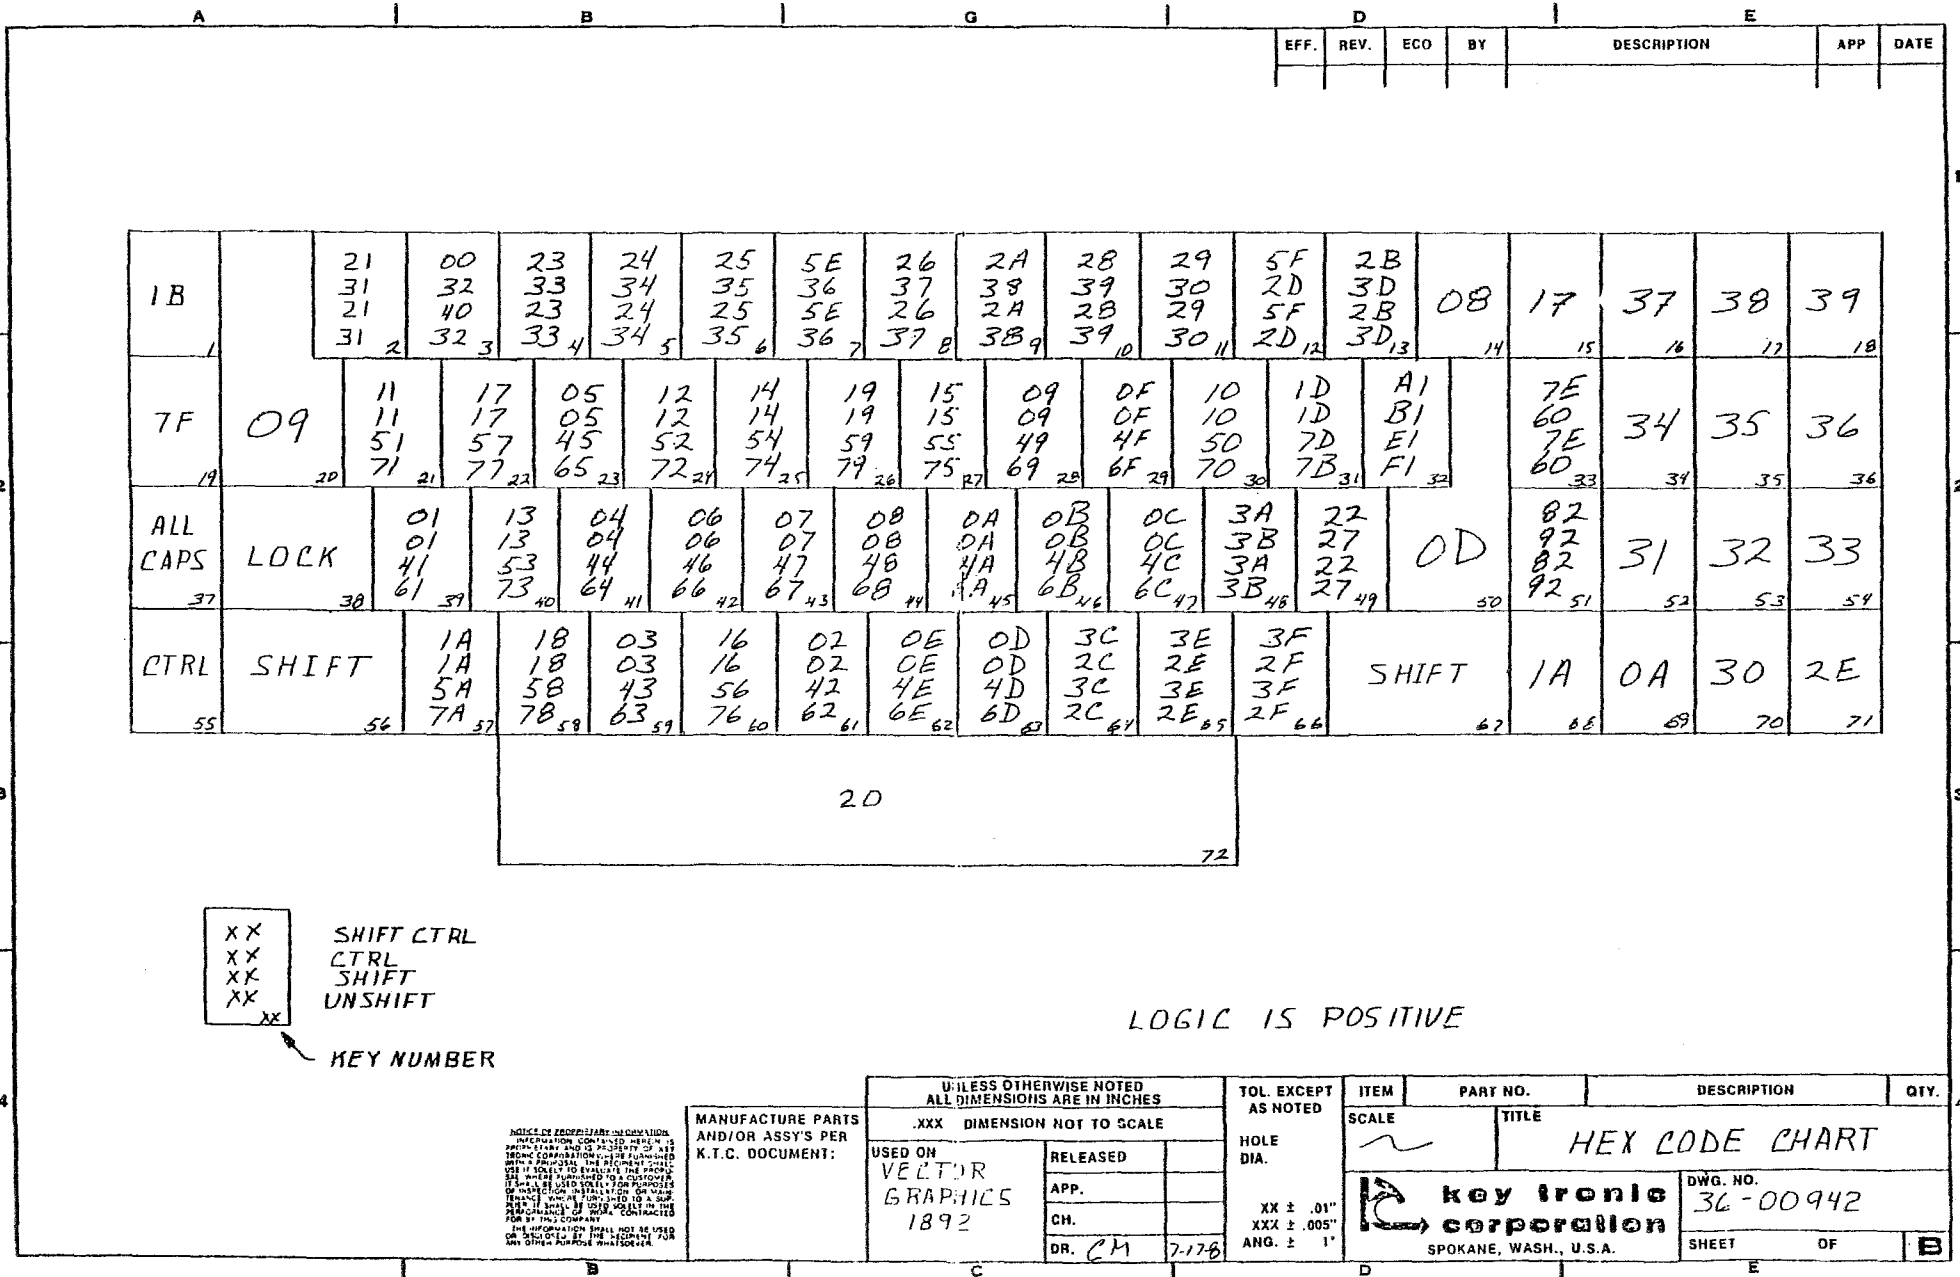 A B G D E
EFF. REV. ECO BY DESCRIPTION APP DATE
1B 21 00 23 24 25 5E 26 2A 28 29 5F 2B 08 17 37 38 39
31 32 33 34 35 36 37 38 39 30 2D 3D
21 40 23 24 25 5E 26 2A 28 29 5F 2B
31 32 33 34 35 36 37 38 39 30 2D 3D
1 2 3 4 5 6 7 8 9 10 11 12 13 14 15 16 17 18
7F 09 11 17 05 12 14 19 15 09 0F 10 1D A1 7E 34 35 36
11 17 05 12 14 19 15 09 0F 10 1D B1 60
51 57 45 52 54 59 55 49 4F 50 7D E1 7E
71 77 65 72 74 79 75 69 6F 70 7B F1 60
19 20 21 22 23 24 25 26 27 28 29 30 31 32 33 34 35 36
ALL CAPS LOCK 01 13 04 06 07 08 0A 0B 0C 3A 22 0D 82 31 32 33
01 13 04 06 07 08 0A 0B 0C 3B 27 92
41 53 44 46 47 48 4A 4B 4C 3A 22 82
61 73 64 66 67 68 6B 6C 3B 27 92
37 38 39 40 41 42 43 44 45 46 47 48 49 50 51 52 53 54
CTRL SHIFT 1A 18 03 16 02 0E 0D 3C 3E 3F SHIFT 1A 0A 30 2E
1A 18 03 16 02 0E 0D 2C 2E 2F
5A 58 43 56 42 4E 4D 3C 3E 3F
7A 78 63 76 62 6E 6D 2C 2E 2F
55 56 57 58 59 60 61 62 63 64 65 66 67 68 69 70 71
20
72
XX SHIFT CTRL
XX CTRL
XX SHIFT
XX UNSHIFT
XX
KEY NUMBER
LOGIC IS POSITIVE
NOTICE OF PROPRIETARY INFORMATION
MANUFACTURE PARTS
AND/OR ASSY'S PER
K.T.C. DOCUMENT:
UNLESS OTHERWISE NOTED
ALL DIMENSIONS ARE IN INCHES
.XXX DIMENSION NOT TO SCALE
USED ON
VECTOR
GRAPHICS
1892
RELEASED
APP.
CH.
DR. CM 7-17-8
TOL. EXCEPT
AS NOTED
HOLE
DIA.
XX ± .01"
XXX ± .005"
ANG. ± 1°
ITEM PART NO. DESCRIPTION QTY.
SCALE
TITLE
HEX CODE CHART
key tronic
corporation
SPOKANE, WASH., U.S.A.
DWG. NO.
36-00942
SHEET OF B
B C D E